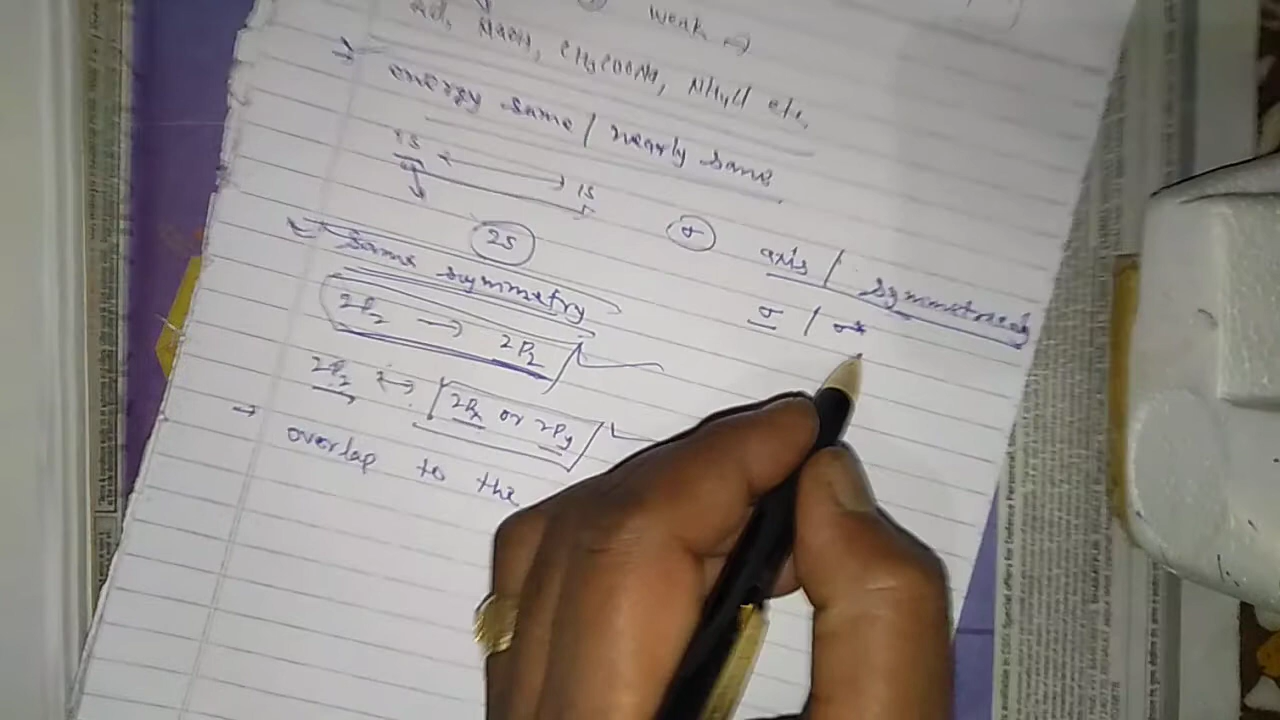 weak →
NaOH, CH3COONa, NH4Cl etc,
→ energy same / nearly same
1S ↔ 1S
2S
σ axis / symmetrically
same symmetry
σ / σ*
2Pz → 2Pz
2Pz ↔ 2Px or 2Py
→ overlap to the